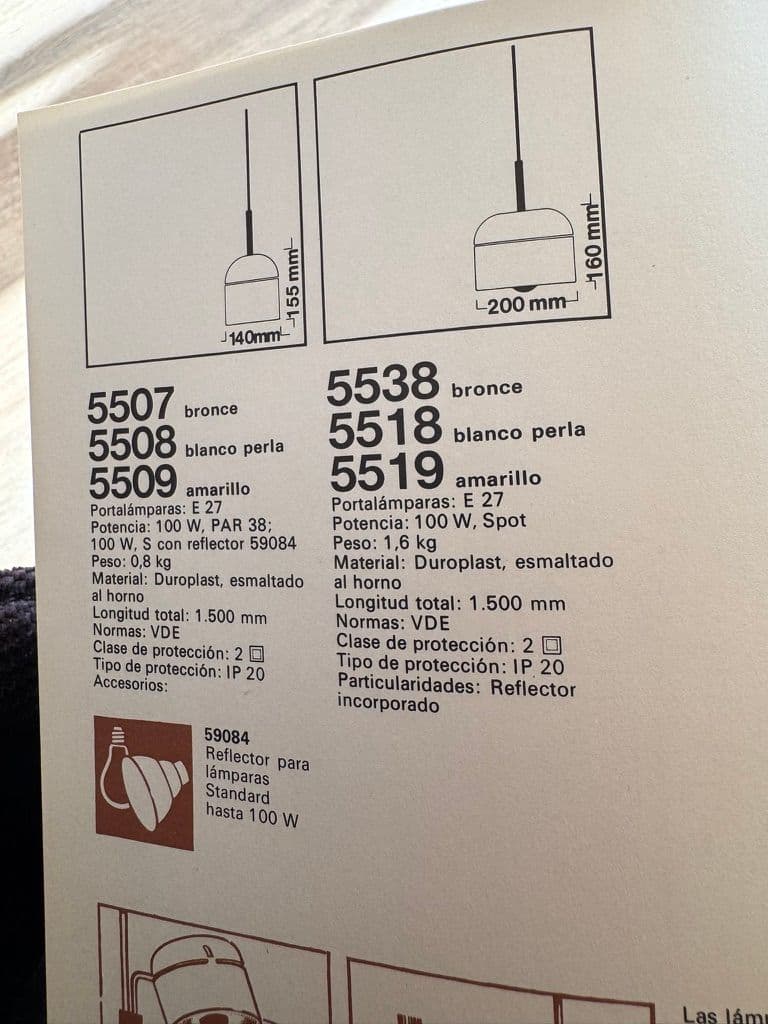 155 mm
140mm
160 mm
200 mm
5507 bronce
5508 blanco perla
5509 amarillo
Portalámparas: E 27
Potencia: 100 W, PAR 38;
100 W, S con reflector 59084
Peso: 0,8 kg
Material: Duroplast, esmaltado
al horno
Longitud total: 1.500 mm
Normas: VDE
Clase de protección: 2
Tipo de protección: IP 20
Accesorios:
59084
Reflector para
lámparas
Standard
hasta 100 W
5538 bronce
5518 blanco perla
5519 amarillo
Portalámparas: E 27
Potencia: 100 W, Spot
Peso: 1,6 kg
Material: Duroplast, esmaltado
al horno
Longitud total: 1.500 mm
Normas: VDE
Clase de protección: 2
Tipo de protección: IP 20
Particularidades: Reflector
incorporado
Las